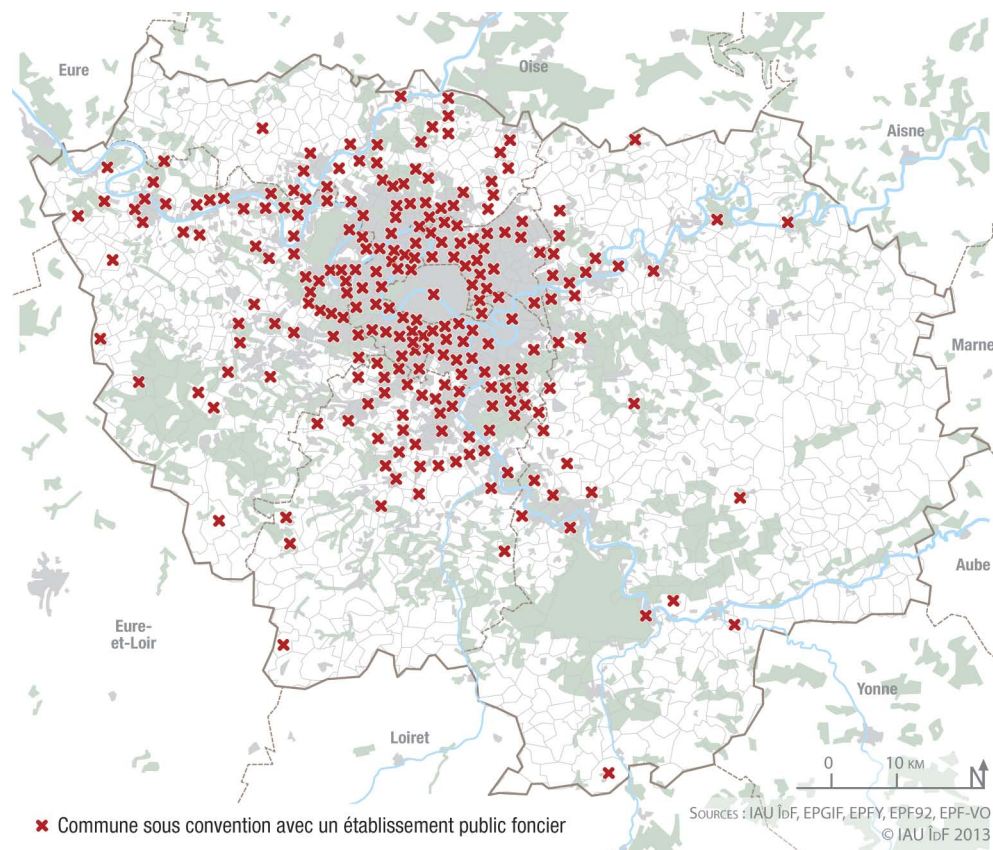 Eure
Oise
Aisne
Marne
Aube
Eure-
et-Loir
Yonne
Loiret
0 10 KM
N
SOURCES : IAU ÎDF, EPGIF, EPFY, EPF92, EPF-VO
© IAU ÎDF 2013
Commune sous convention avec un établissement public foncier